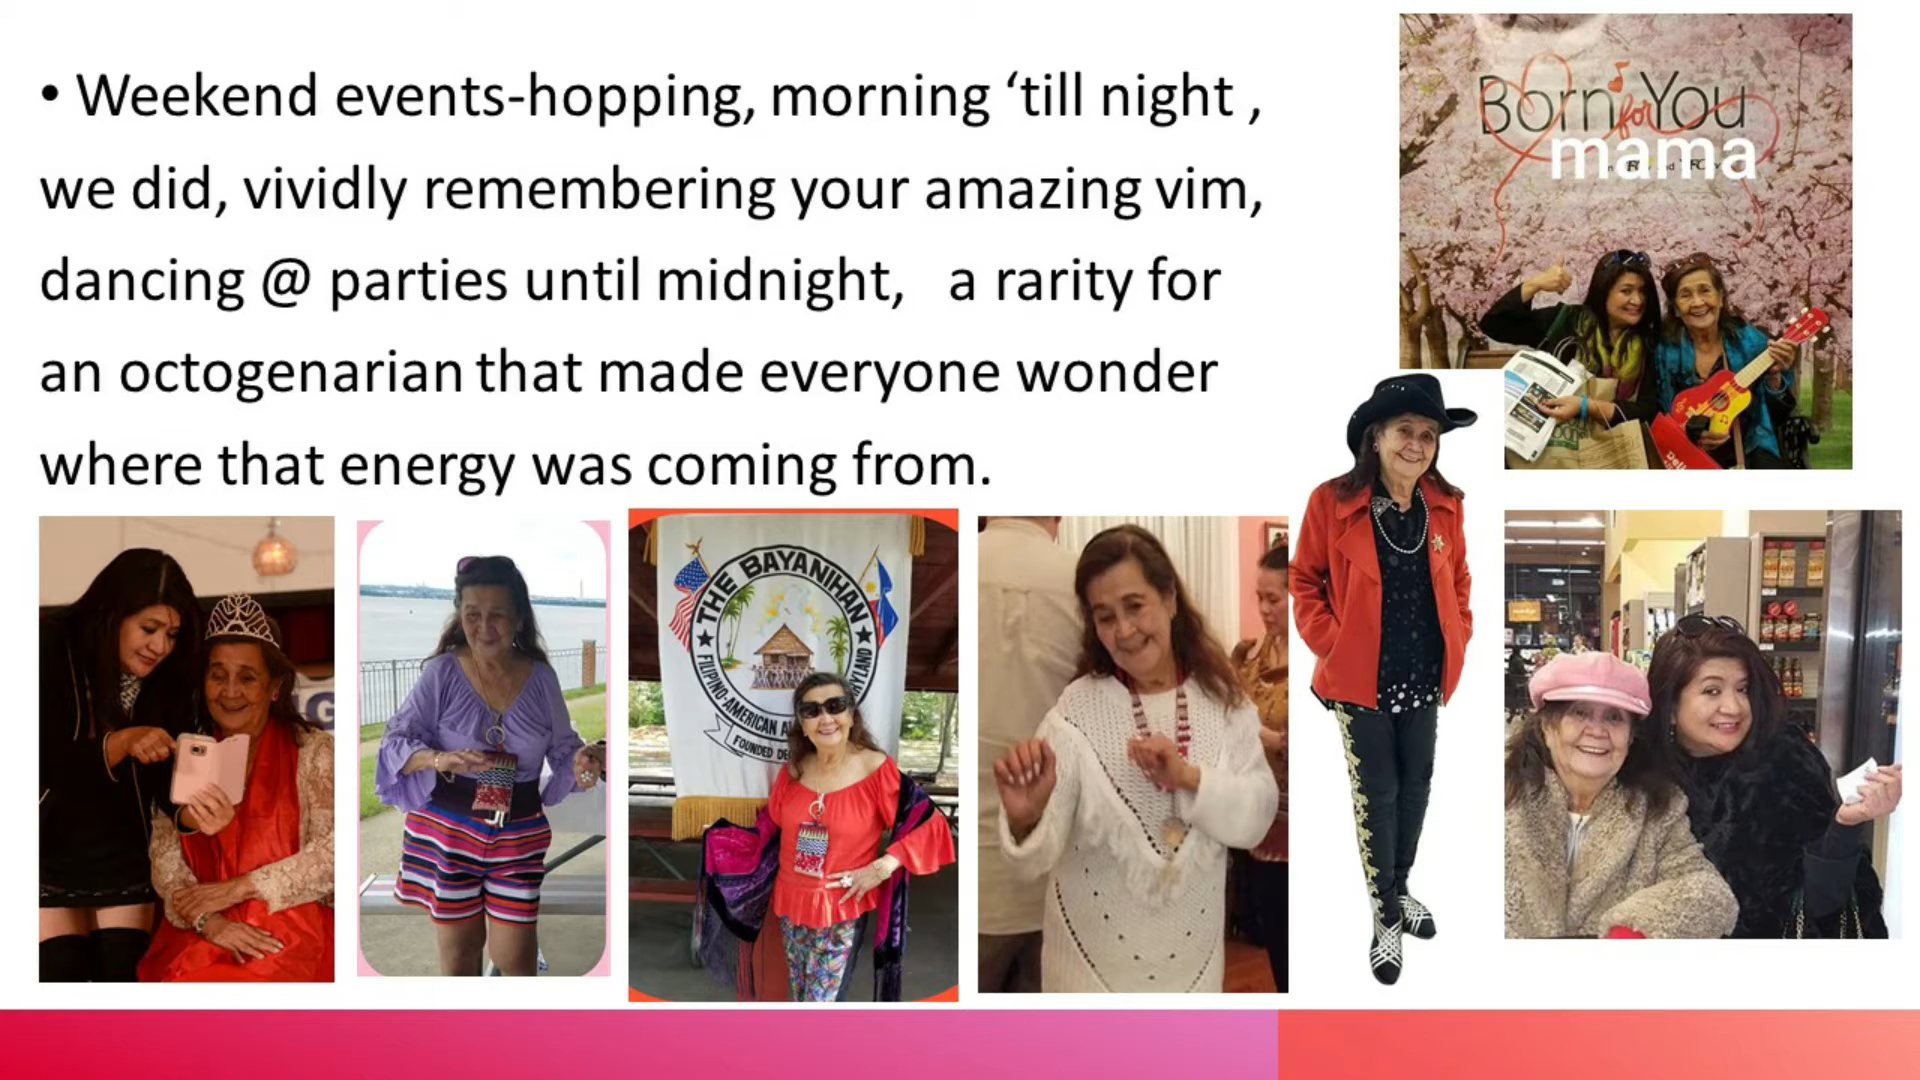 • Weekend events-hopping, morning ‘till night ,
we did, vividly remembering your amazing vim,
dancing @ parties until midnight,   a rarity for
an octogenarian that made everyone wonder
where that energy was coming from.
Born for You
mama
THE BAYANIHAN
FILIPINO-AMERICAN
FOUNDED